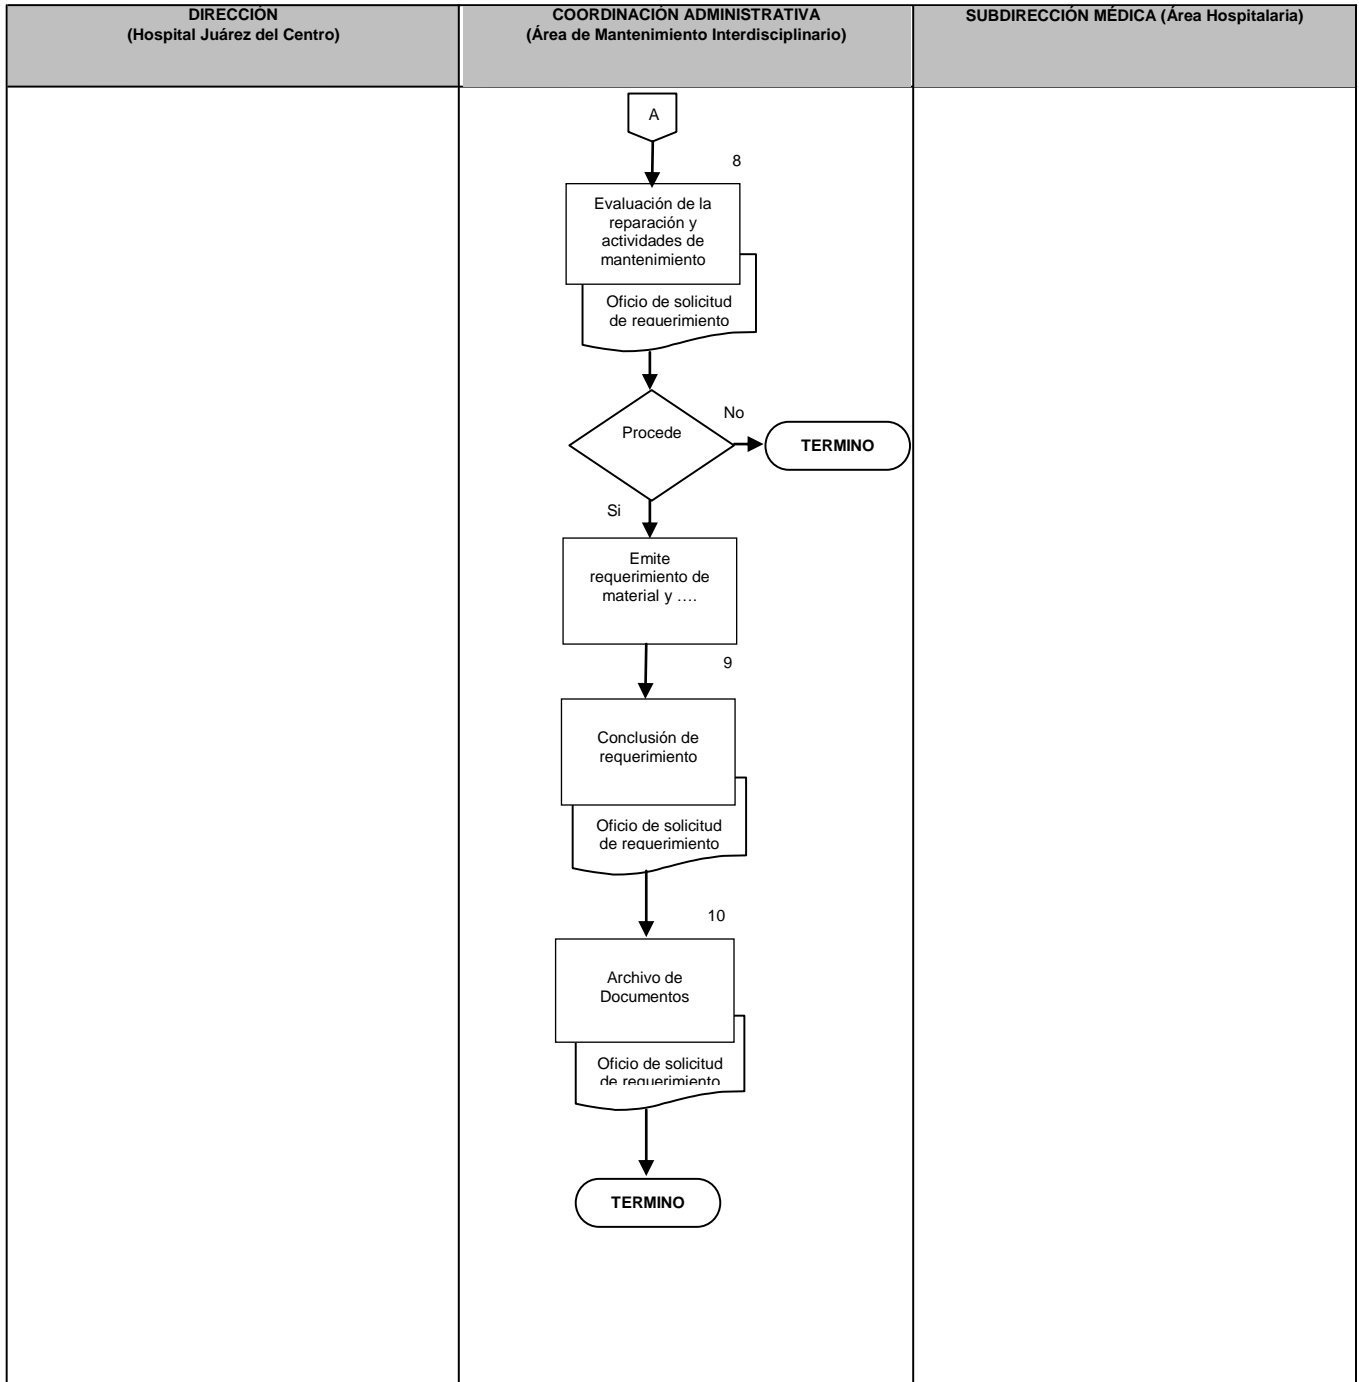 DIRECCIÓN
(Hospital Juárez del Centro)
COORDINACIÓN ADMINISTRATIVA
(Área de Mantenimiento Interdisciplinario)
SUBDIRECCIÓN MÉDICA (Área Hospitalaria)
A
8
Evaluación de la
reparación y
actividades de
mantenimiento
Oficio de solicitud
de requerimiento
Procede
No
TERMINO
Si
Emite
requerimiento de
material y ….
9
Conclusión de
requerimiento
Oficio de solicitud
de requerimiento
10
Archivo de
Documentos
Oficio de solicitud
de requerimiento
TERMINO